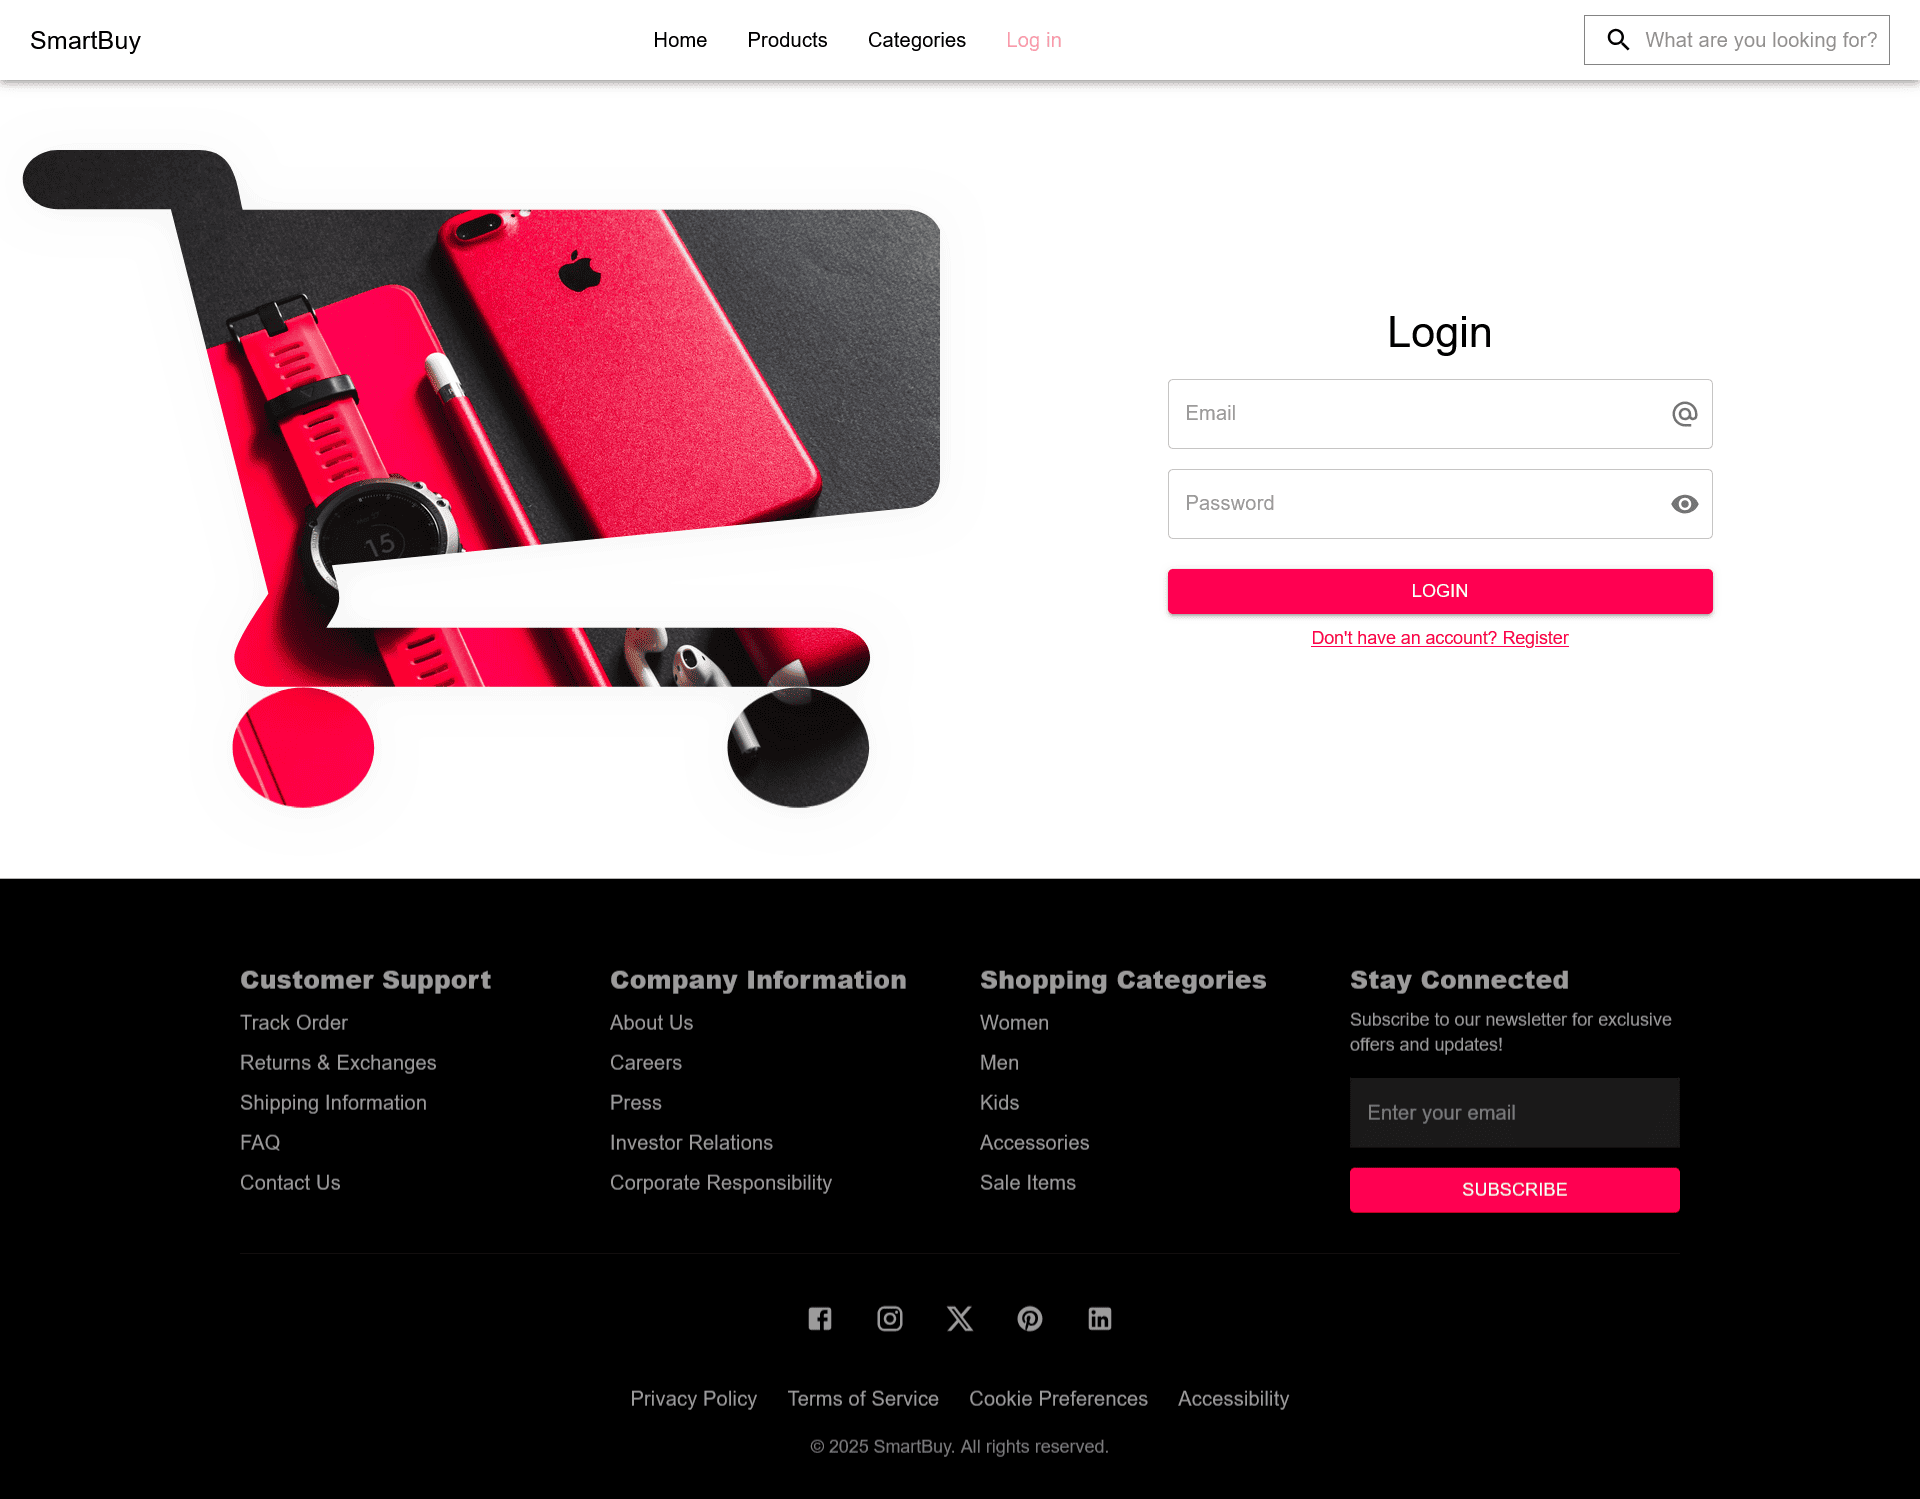 SmartBuy
Home
Products
Categories
Log in
What are you looking for?
15
Login
Email
Password
LOGIN
Don't have an account? Register
Customer Support
Track Order
Returns & Exchanges
Shipping Information
FAQ
Contact Us
Company Information
About Us
Careers
Press
Investor Relations
Corporate Responsibility
Shopping Categories
Women
Men
Kids
Accessories
Sale Items
Stay Connected
Subscribe to our newsletter for exclusive
offers and updates!
Enter your email
SUBSCRIBE
Privacy Policy
Terms of Service
Cookie Preferences
Accessibility
© 2025 SmartBuy. All rights reserved.